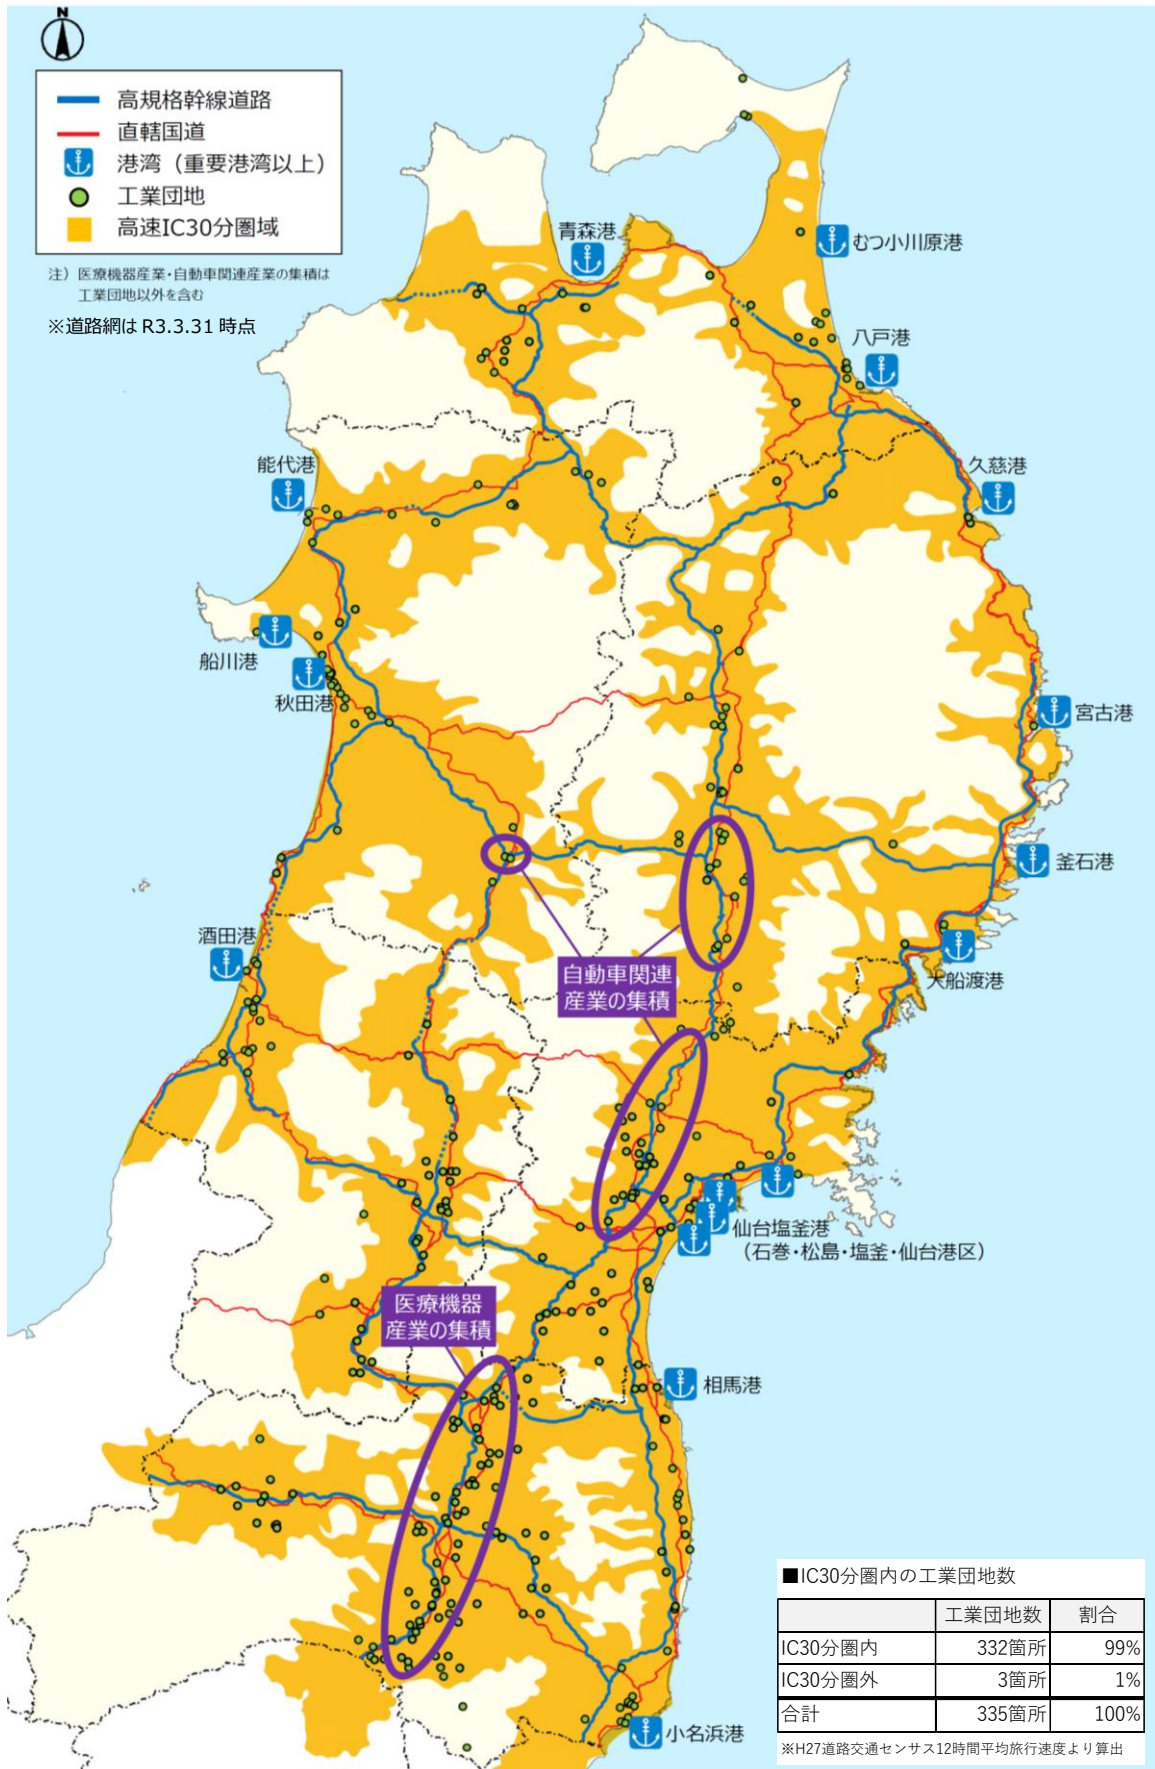 N
高規格幹線道路
直轄国道
港湾（重要港湾以上）
工業団地
高速IC30分圏域
注）医療機器産業・自動車関連産業の集積は
工業団地以外を含む
※道路網は R3.3.31 時点
青森港
むつ小川原港
八戸港
能代港
久慈港
船川港
秋田港
宮古港
釜石港
酒田港
自動車関連
産業の集積
大船渡港
仙台塩釜港
（石巻・松島・塩釜・仙台港区）
医療機器
産業の集積
相馬港
小名浜港
■IC30分圏内の工業団地数
工業団地数 割合
IC30分圏内 332箇所 99%
IC30分圏外 3箇所 1%
合計 335箇所 100%
※H27道路交通センサス12時間平均旅行速度より算出